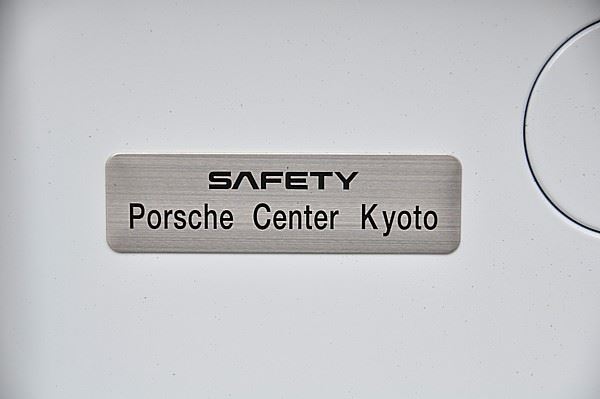 SAFETY
Porsche Center Kyoto